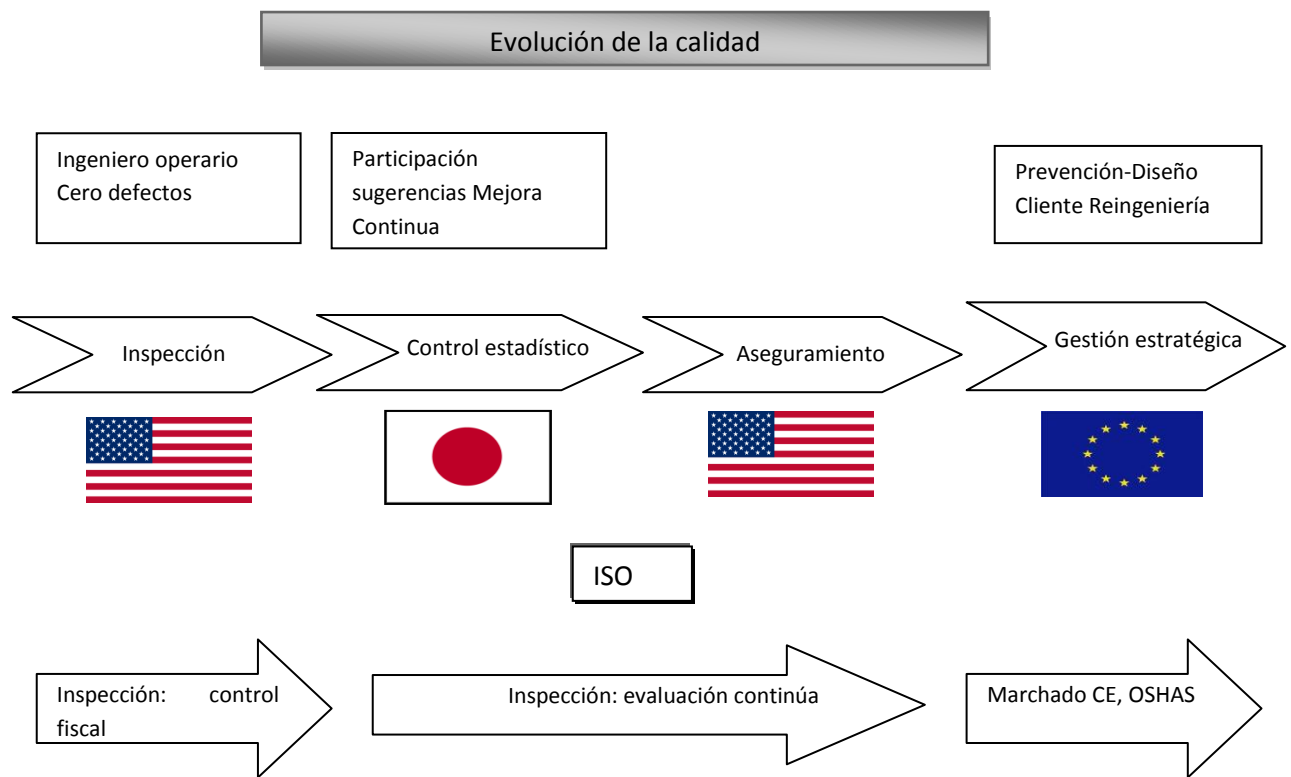 Evolución de la calidad
Ingeniero operario
Cero defectos
Participación
sugerencias Mejora
Continua
Prevención-Diseño
Cliente Reingeniería
Inspección
Control estadístico
Aseguramiento
Gestión estratégica
ISO
Inspección: control
fiscal
Inspección: evaluación continúa
Marchado CE, OSHAS